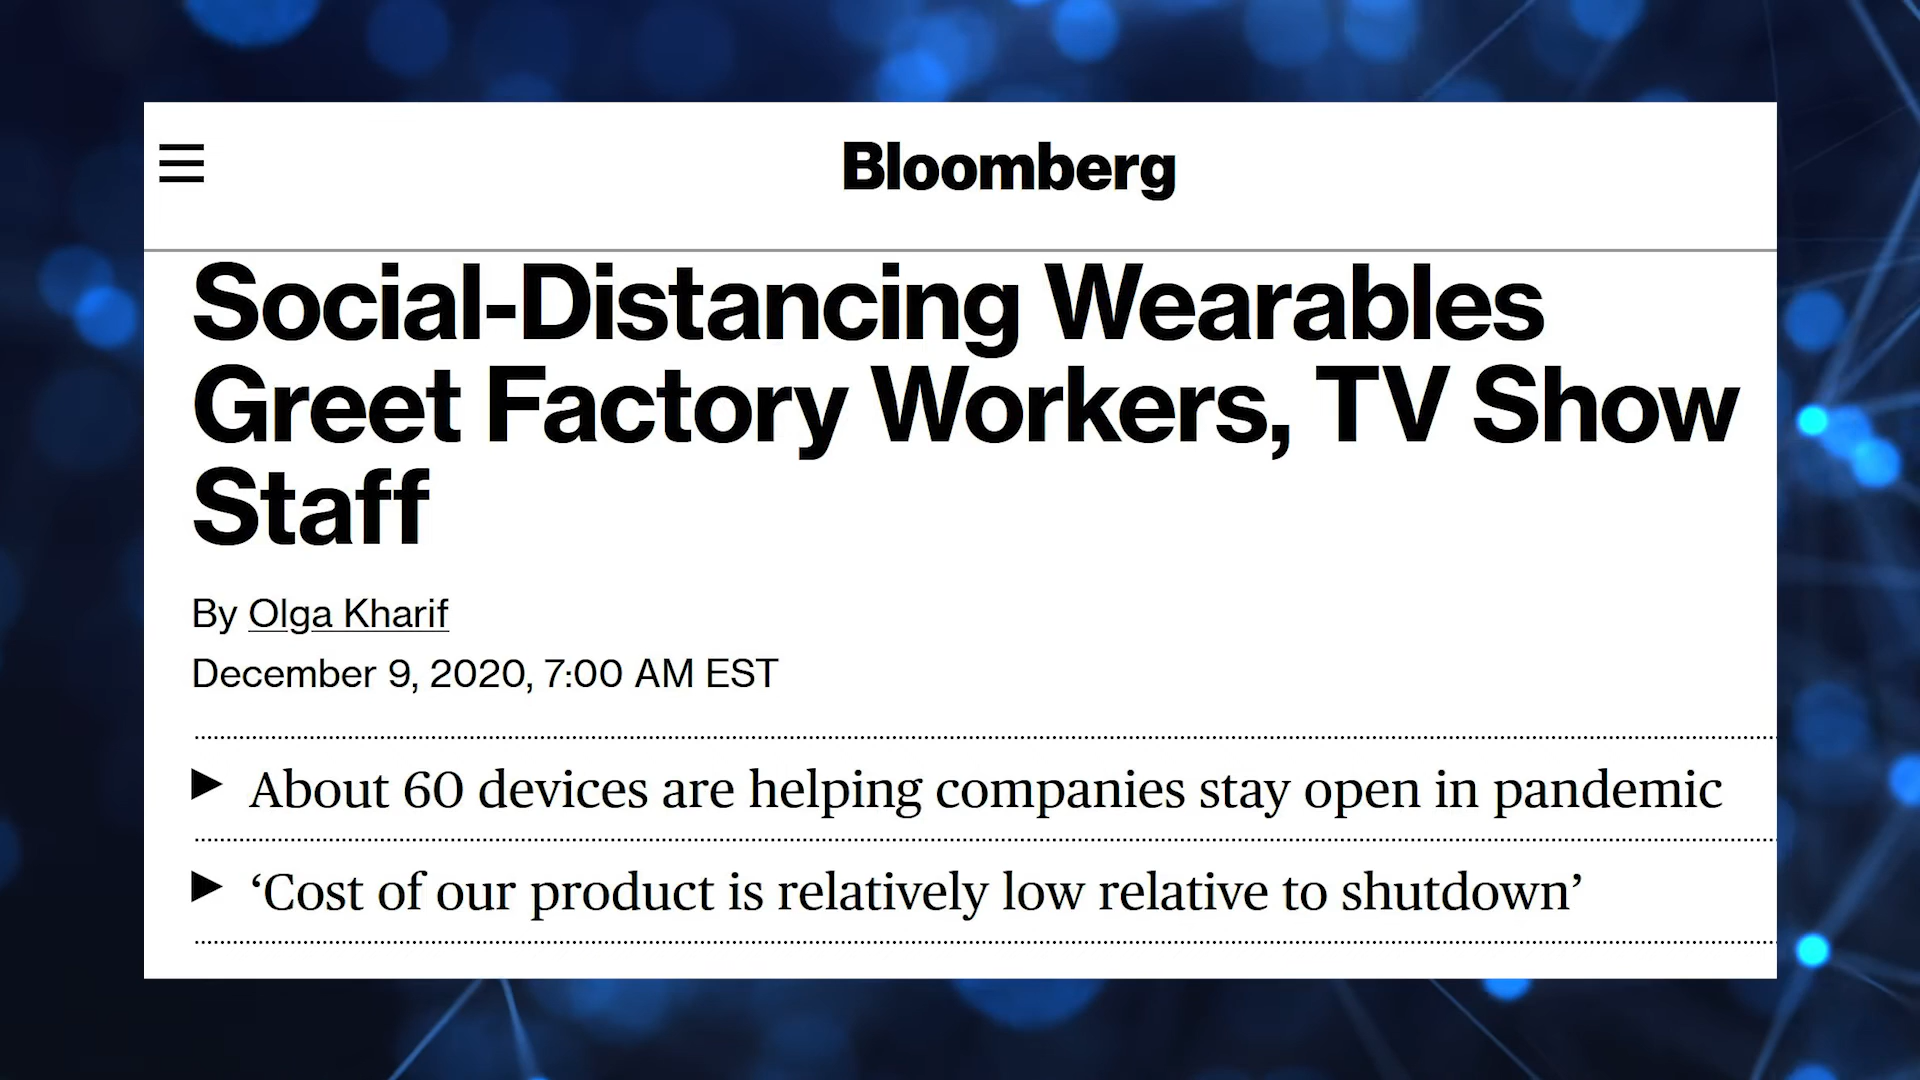 Bloomberg
Social-Distancing Wearables
Greet Factory Workers, TV Show
Staff
By Olga Kharif
December 9, 2020, 7:00 AM EST
About 60 devices are helping companies stay open in pandemic
‘Cost of our product is relatively low relative to shutdown’